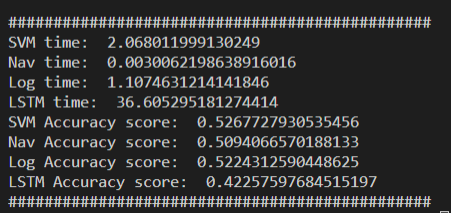 ###############################################
SVM time:  2.068011999130249
Nav time:  0.0030062198638916016
Log time:  1.1074631214141846
LSTM time:  36.605295181274414
SVM Accuracy score:  0.5267727930535456
Nav Accuracy score:  0.5094066570188133
Log Accuracy score:  0.5224312590448625
LSTM Accuracy score:  0.42257597684515197
###############################################